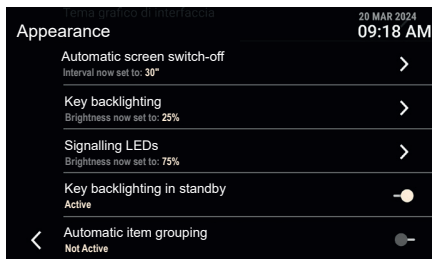 Tema grafico di interfaccia
20 MAR 2024
Appearance
09:18 AM
Automatic screen switch-off
Interval now set to: 30"
Key backlighting
Brightness now set to: 25%
Signalling LEDs
Brightness now set to: 75%
Key backlighting in standby
Active
Automatic item grouping
Not Active